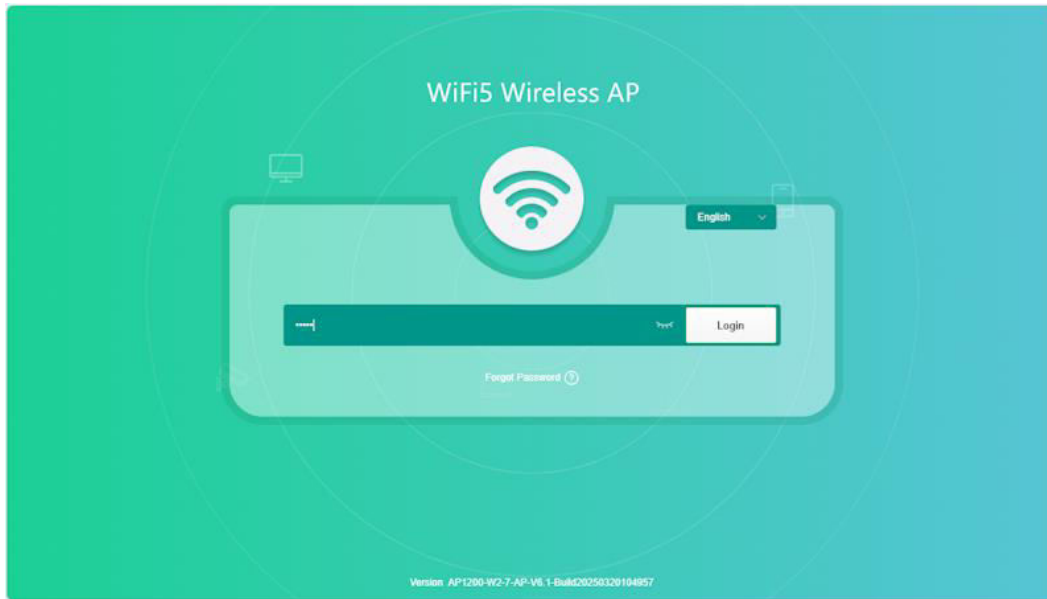 WiFi5 Wireless AP
English
Login
Forgot Password ?
Version AP1200-W2-7-AP-V6.1-Build20250320104957